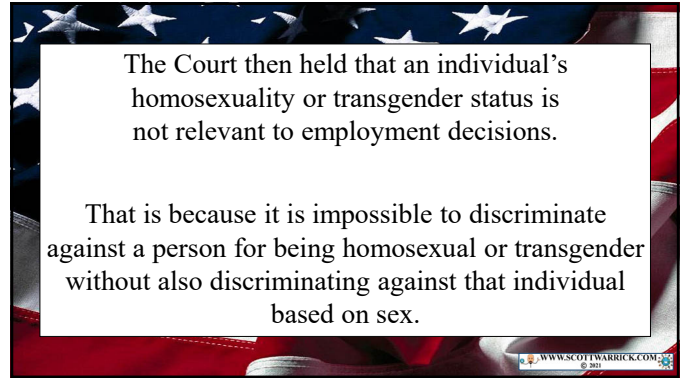 The Court then held that an individual’s
homosexuality or transgender status is
not relevant to employment decisions.
That is because it is impossible to discriminate
against a person for being homosexual or transgender
without also discriminating against that individual
based on sex.
WWW.SCOTTWARRICK.COM
© 2021